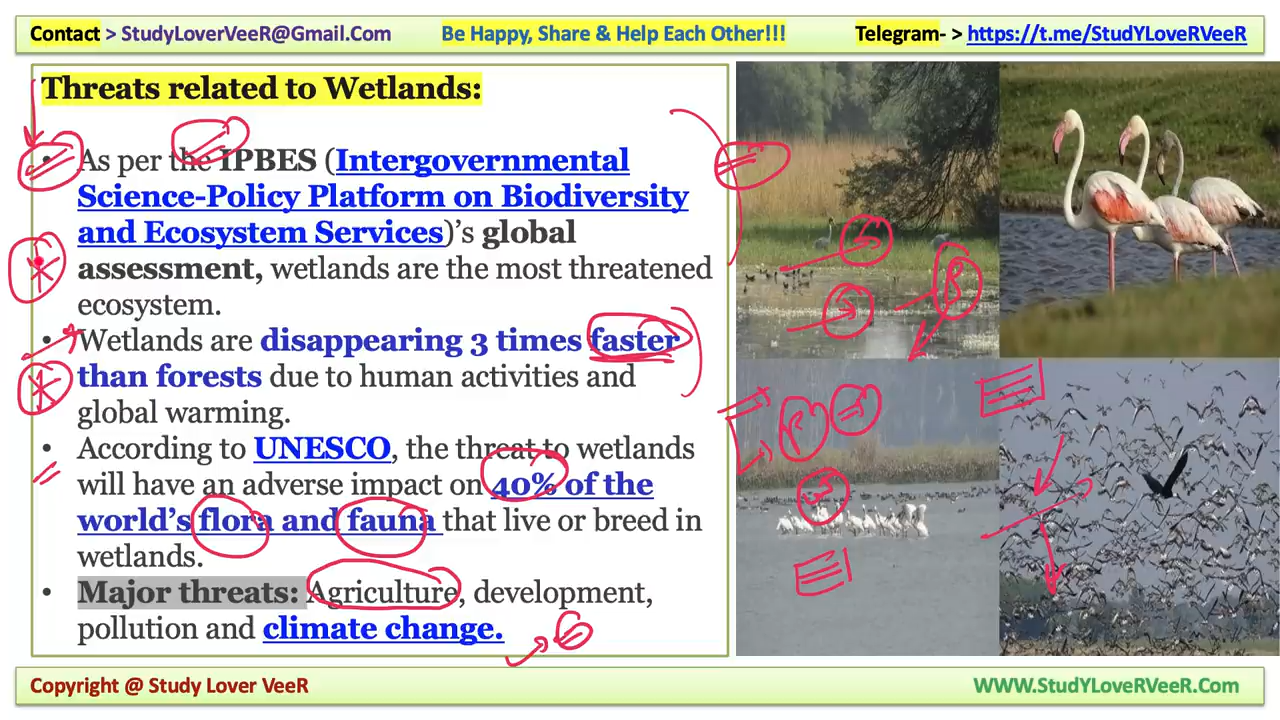 Contact > StudyLoverVeeR@Gmail.Com
Be Happy, Share & Help Each Other!!!
Telegram- > https://t.me/StudYLoveRVeeR
Threats related to Wetlands:
• As per the IPBES (Intergovernmental
Science-Policy Platform on Biodiversity
and Ecosystem Services)’s global
assessment, wetlands are the most threatened
ecosystem.
• Wetlands are disappearing 3 times faster
than forests due to human activities and
global warming.
• According to UNESCO, the threat to wetlands
will have an adverse impact on 40% of the
world’s flora and fauna that live or breed in
wetlands.
• Major threats: Agriculture, development,
pollution and climate change.
Copyright @ Study Lover VeeR
WWW.StudYLoveRVeeR.Com